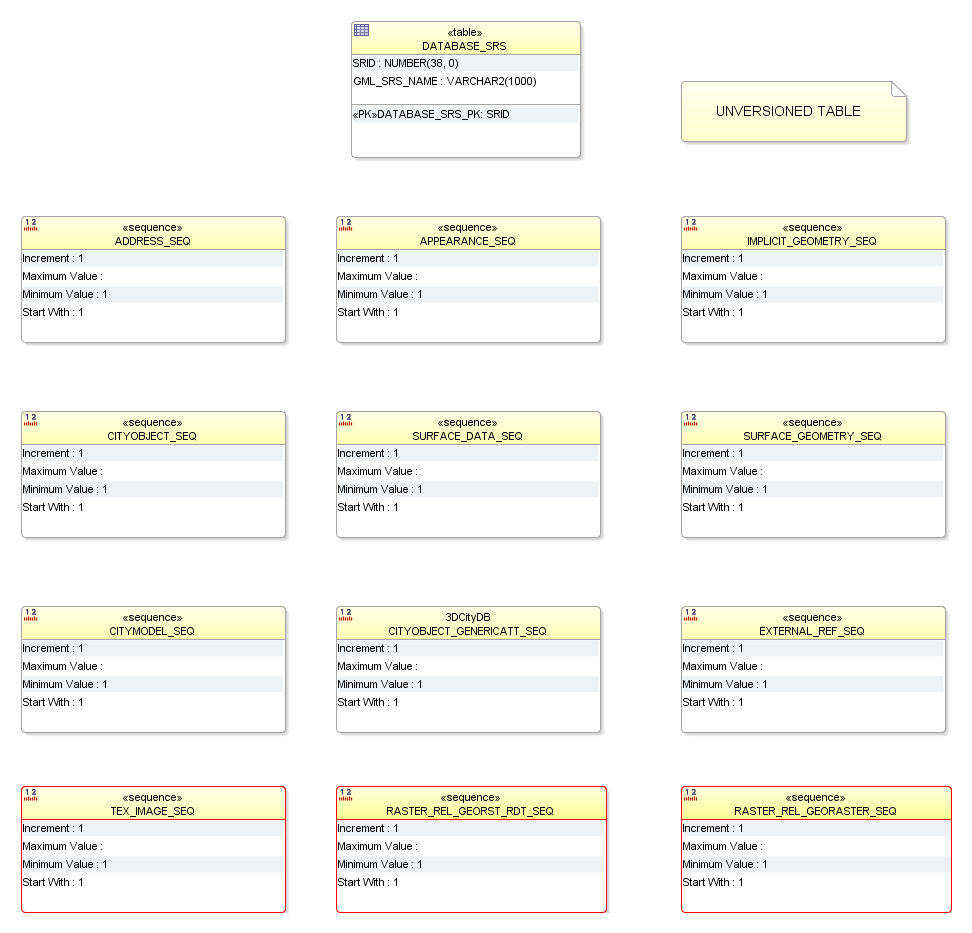 «table»
DATABASE_SRS
SRID : NUMBER(38, 0)
GML_SRS_NAME : VARCHAR2(1000)
«PK»DATABASE_SRS_PK: SRID
UNVERSIONED TABLE
1 2
«sequence»
ADDRESS_SEQ
Increment : 1
Maximum Value :
Minimum Value : 1
Start With : 1
1 2
«sequence»
APPEARANCE_SEQ
Increment : 1
Maximum Value :
Minimum Value : 1
Start With : 1
1 2
«sequence»
IMPLICIT_GEOMETRY_SEQ
Increment : 1
Maximum Value :
Minimum Value : 1
Start With : 1
1 2
«sequence»
CITYOBJECT_SEQ
Increment : 1
Maximum Value :
Minimum Value : 1
Start With : 1
1 2
«sequence»
SURFACE_DATA_SEQ
Increment : 1
Maximum Value :
Minimum Value : 1
Start With : 1
1 2
«sequence»
SURFACE_GEOMETRY_SEQ
Increment : 1
Maximum Value :
Minimum Value : 1
Start With : 1
1 2
«sequence»
CITYMODEL_SEQ
Increment : 1
Maximum Value :
Minimum Value : 1
Start With : 1
1 2
3DCityDB
CITYOBJECT_GENERICATT_SEQ
Increment : 1
Maximum Value :
Minimum Value : 1
Start With : 1
1 2
«sequence»
EXTERNAL_REF_SEQ
Increment : 1
Maximum Value :
Minimum Value : 1
Start With : 1
1 2
«sequence»
TEX_IMAGE_SEQ
Increment : 1
Maximum Value :
Minimum Value : 1
Start With : 1
1 2
«sequence»
RASTER_REL_GEORST_RDT_SEQ
Increment : 1
Maximum Value :
Minimum Value : 1
Start With : 1
1 2
«sequence»
RASTER_REL_GEORASTER_SEQ
Increment : 1
Maximum Value :
Minimum Value : 1
Start With : 1